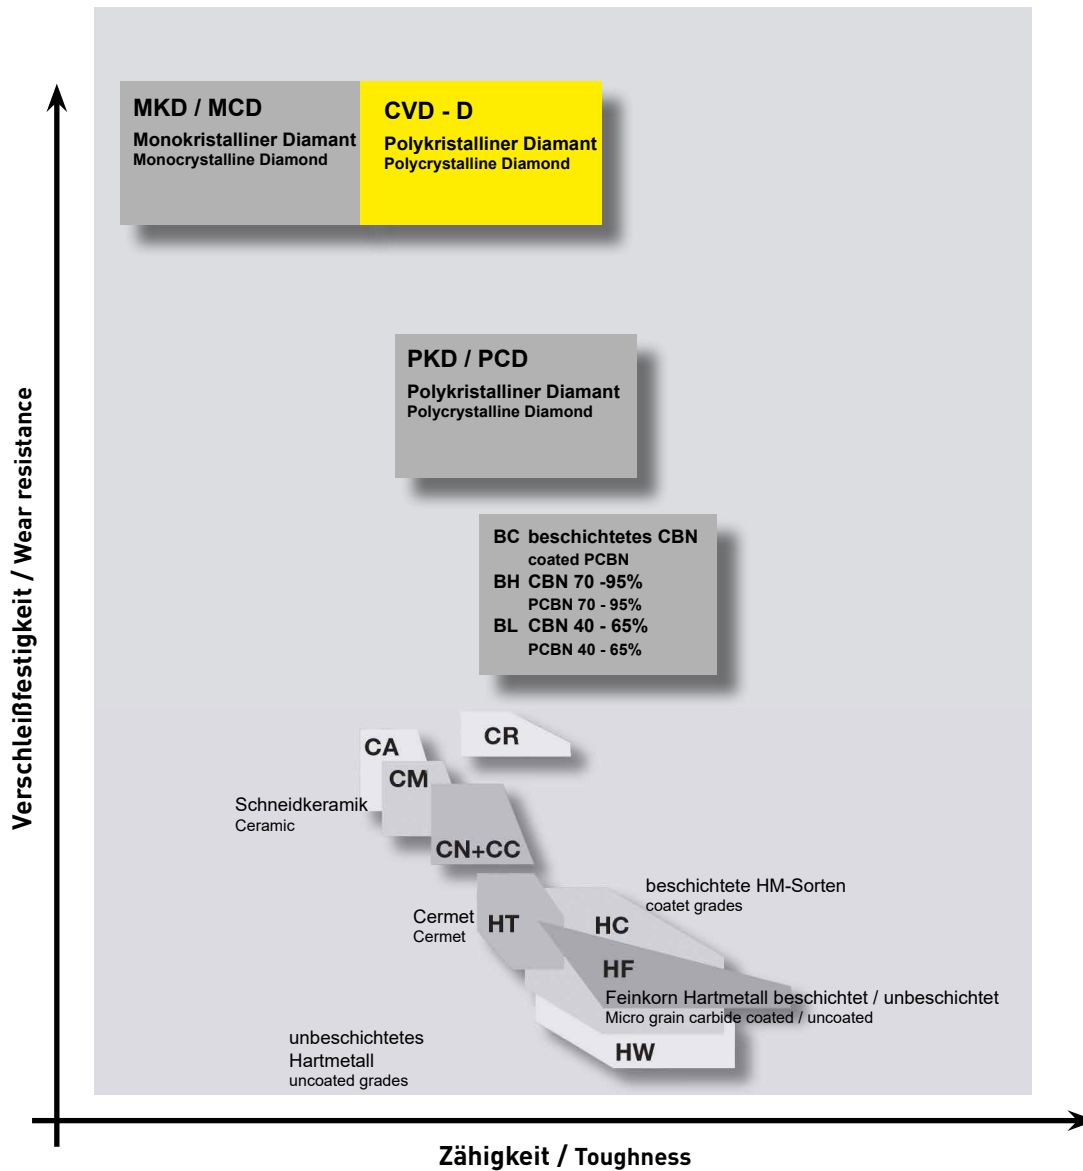 MKD / MCD
Monokristalliner Diamant
Monocrystalline Diamond
CVD - D
Polykristalliner Diamant
Polycrystalline Diamond
PKD / PCD
Polykristalliner Diamant
Polycrystalline Diamond
BC beschichtetes CBN
coated PCBN
BH CBN 70 -95%
PCBN 70 - 95%
BL CBN 40 - 65%
PCBN 40 - 65%
CR
CA
CM
Schneidkeramik
Ceramic
CN+CC
beschichtete HM-Sorten
coatet grades
Cermet
Cermet
HT
HC
HF
Feinkorn Hartmetall beschichtet / unbeschichtet
Micro grain carbide coated / uncoated
unbeschichtetes
Hartmetall
uncoated grades
HW
Verschleißfestigkeit / Wear resistance
Zähigkeit / Toughness